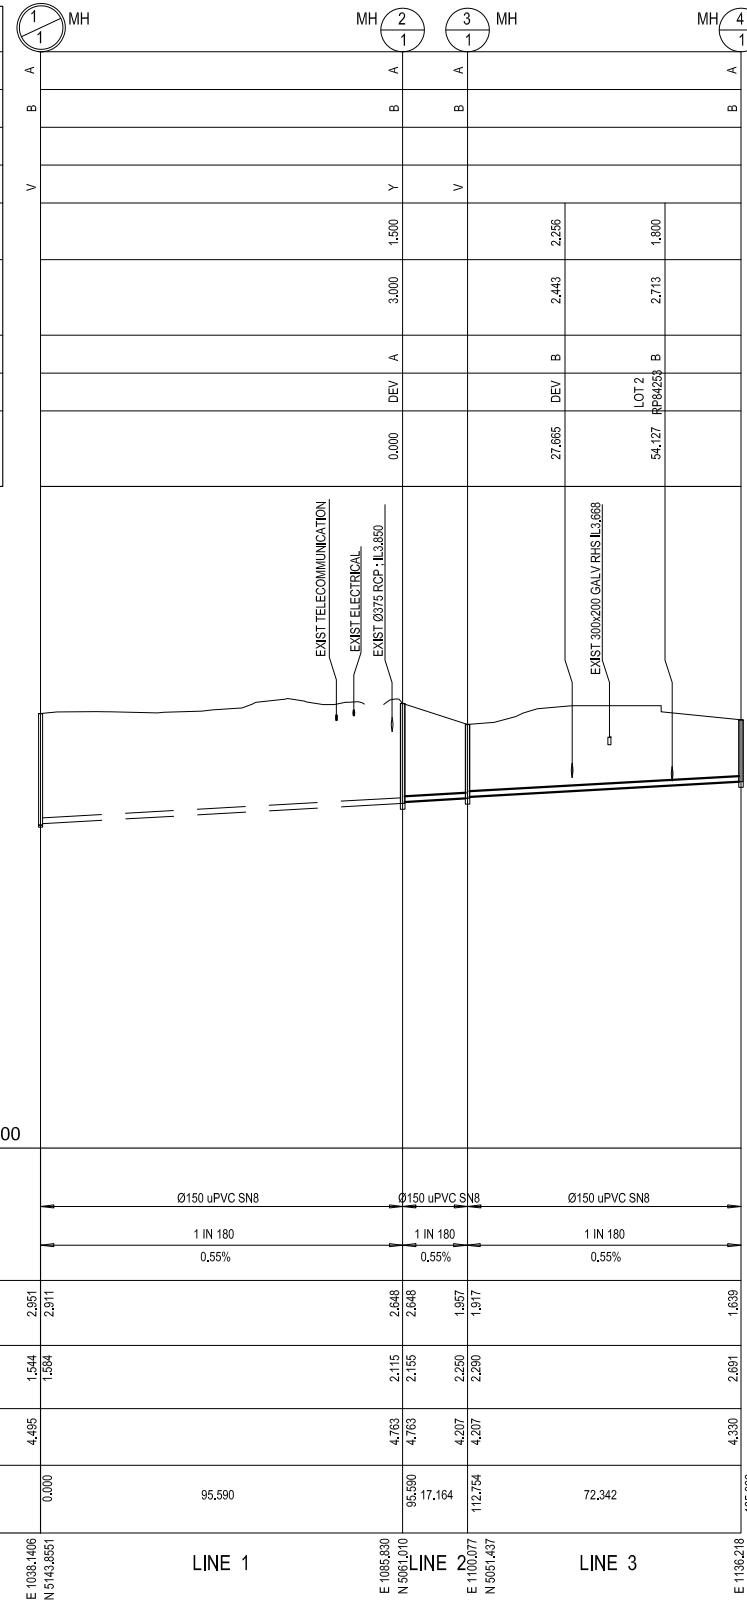 1
1
MH
MH
2
1
3
1
MH
MH
4
1
A
A
A
A
B
B
B
B
V
Y
V
1.500
2.256
1.800
3.000
2.443
2.713
A
B
B
DEV
DEV
LOT 2
RP84253
0.000
27.665
54.127
EXIST TELECOMMUNICATION
EXIST ELECTRICAL
EXIST Ø375 RCP ; IL3.850
EXIST 300x200 GALV RHS IL3.668
00
Ø150 uPVC SN8
Ø150 uPVC SN8
Ø150 uPVC SN8
1 IN 180
1 IN 180
1 IN 180
0.55%
0.55%
0.55%
2.951
2.911
2.648
2.648
1.957
1.917
1.639
1.544
1.584
2.115
2.155
2.250
2.290
2.691
4.495
4.763
4.763
4.207
4.207
4.330
0.000
95.590
95.590
17.164
112.754
72.342
E 1038.1406
N 5143.8551
LINE 1
E 1085.830
N 5061.010
LINE 2
E 1100.077
N 5051.437
LINE 3
E 1136.218